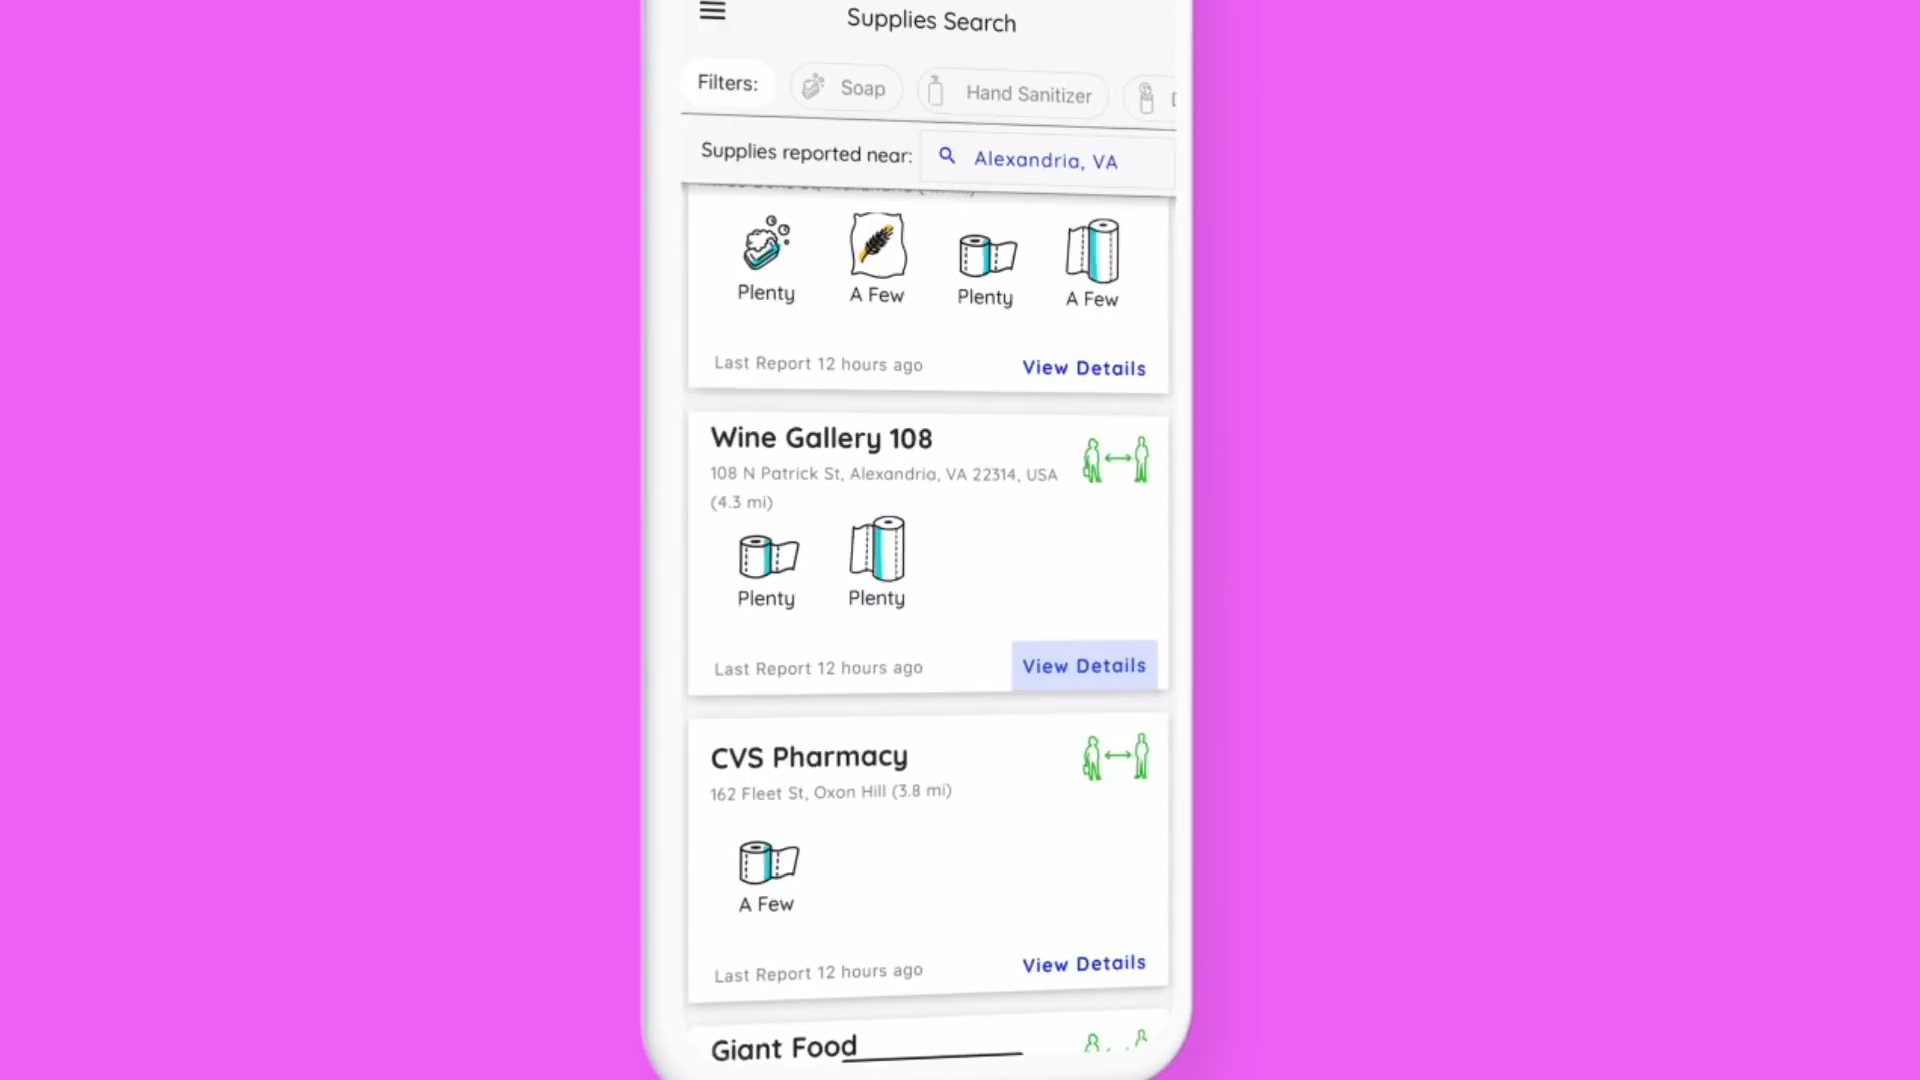 Supplies Search
Filters:
Soap
Hand Sanitizer
Supplies reported near:
Alexandria, VA
Plenty
A Few
Plenty
A Few
Last Report 12 hours ago
View Details
Wine Gallery 108
108 N Patrick St, Alexandria, VA 22314, USA
(4.3 mi)
Plenty
Plenty
Last Report 12 hours ago
View Details
CVS Pharmacy
162 Fleet St, Oxon Hill (3.8 mi)
A Few
Last Report 12 hours ago
View Details
Giant Food